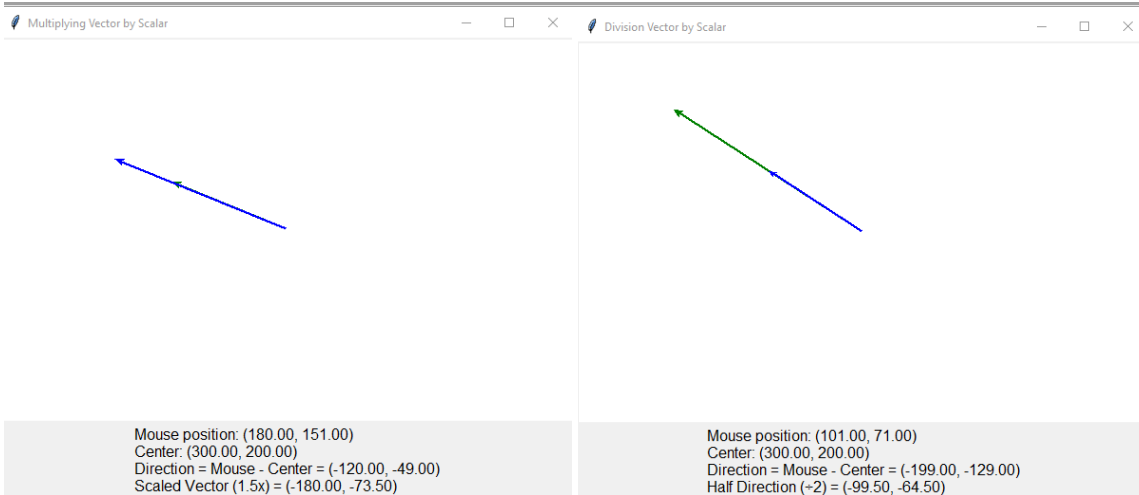 Multiplying Vector by Scalar
Mouse position: (180.00, 151.00)
Center: (300.00, 200.00)
Direction = Mouse - Center = (-120.00, -49.00)
Scaled Vector (1.5x) = (-180.00, -73.50)
Division Vector by Scalar
Mouse position: (101.00, 71.00)
Center: (300.00, 200.00)
Direction = Mouse - Center = (-199.00, -129.00)
Half Direction (÷2) = (-99.50, -64.50)